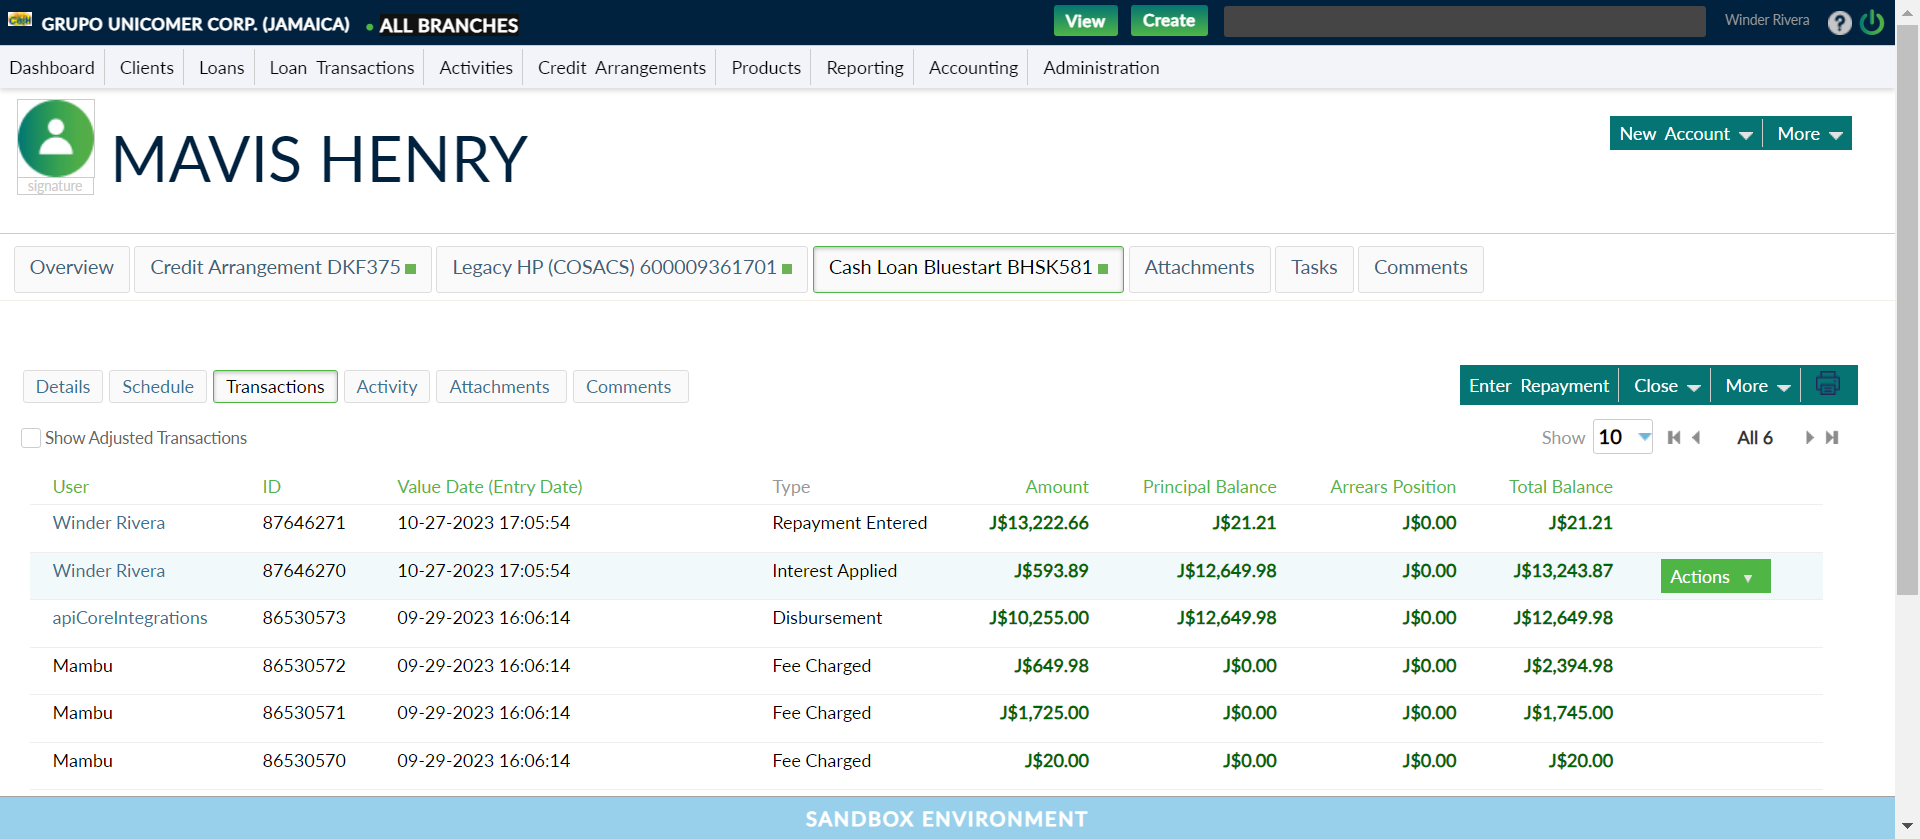 GRUPO UNICOMER CORP. (JAMAICA) • ALL BRANCHES View Create Winder Rivera ?
Dashboard Clients Loans Loan Transactions Activities Credit Arrangements Products Reporting Accounting Administration
MAVIS HENRY
signature
New Account More
Overview Credit Arrangement DKF375 Legacy HP (COSACS) 600009361701 Cash Loan Bluestart BHSK581 Attachments Tasks Comments
Details Schedule Transactions Activity Attachments Comments
Enter Repayment Close More
Show Adjusted Transactions
Show 10 All 6
User ID Value Date (Entry Date) Type Amount Principal Balance Arrears Position Total Balance
Winder Rivera 87646271 10-27-2023 17:05:54 Repayment Entered J$13,222.66 J$21.21 J$0.00 J$21.21
Winder Rivera 87646270 10-27-2023 17:05:54 Interest Applied J$593.89 J$12,649.98 J$0.00 J$13,243.87 Actions
apiCoreIntegrations 86530573 09-29-2023 16:06:14 Disbursement J$10,255.00 J$12,649.98 J$0.00 J$12,649.98
Mambu 86530572 09-29-2023 16:06:14 Fee Charged J$649.98 J$0.00 J$0.00 J$2,394.98
Mambu 86530571 09-29-2023 16:06:14 Fee Charged J$1,725.00 J$0.00 J$0.00 J$1,745.00
Mambu 86530570 09-29-2023 16:06:14 Fee Charged J$20.00 J$0.00 J$0.00 J$20.00
SANDBOX ENVIRONMENT